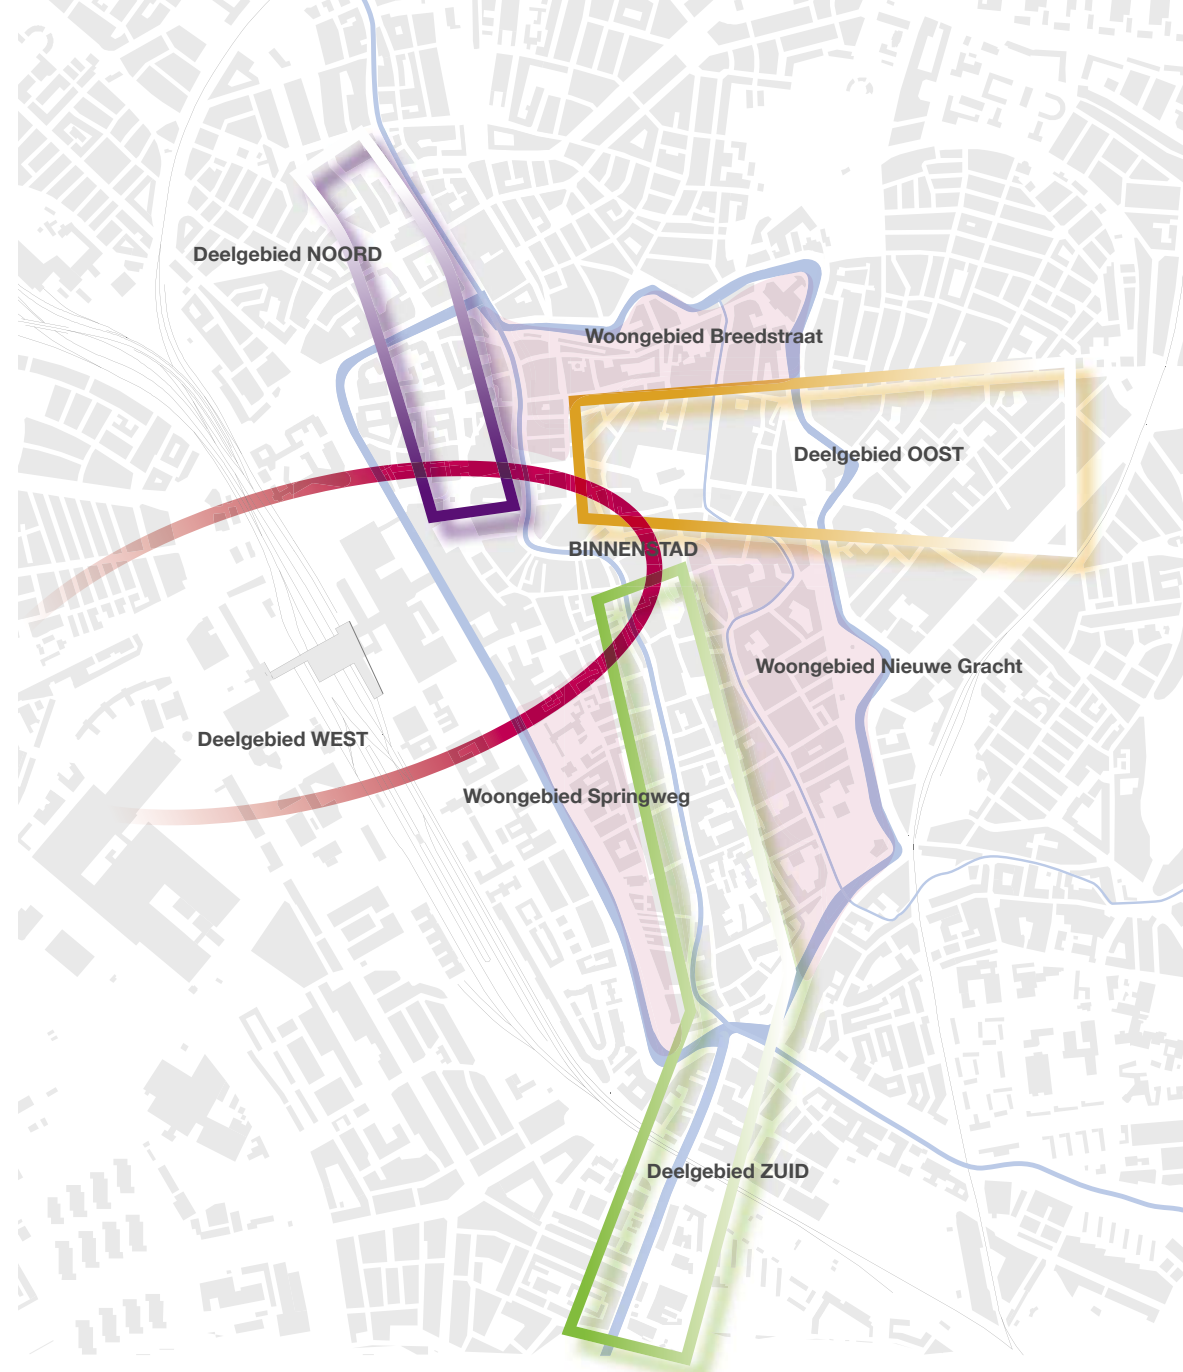 Deelgebied NOORD
Woongebied Breedstraat
Deelgebied OOST
BINNENSTAD
Woongebied Nieuwe Gracht
Deelgebied WEST
Woongebied Springweg
Deelgebied ZUID